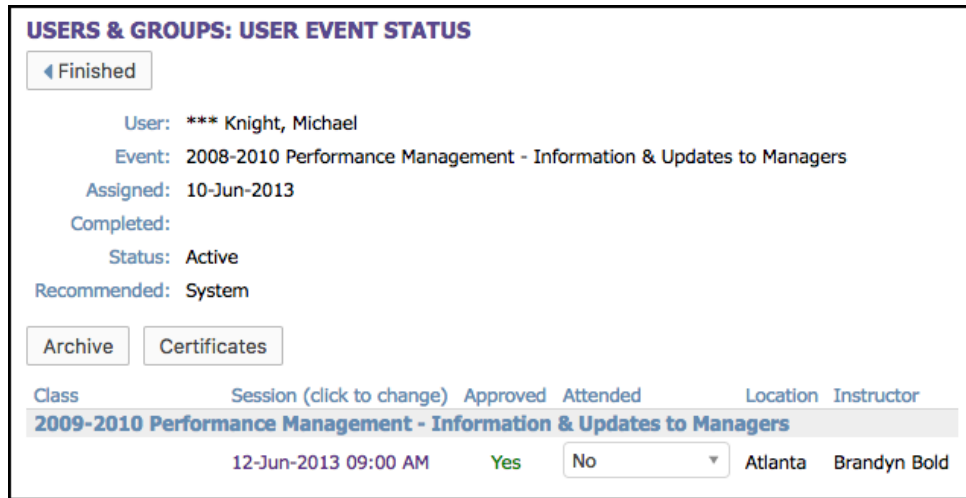 USERS & GROUPS: USER EVENT STATUS
Finished
User: *** Knight, Michael
Event: 2008-2010 Performance Management - Information & Updates to Managers
Assigned: 10-Jun-2013
Completed:
Status: Active
Recommended: System
Archive Certificates
Class Session (click to change) Approved Attended Location Instructor
2009-2010 Performance Management - Information & Updates to Managers
12-Jun-2013 09:00 AM Yes No Atlanta Brandyn Bold